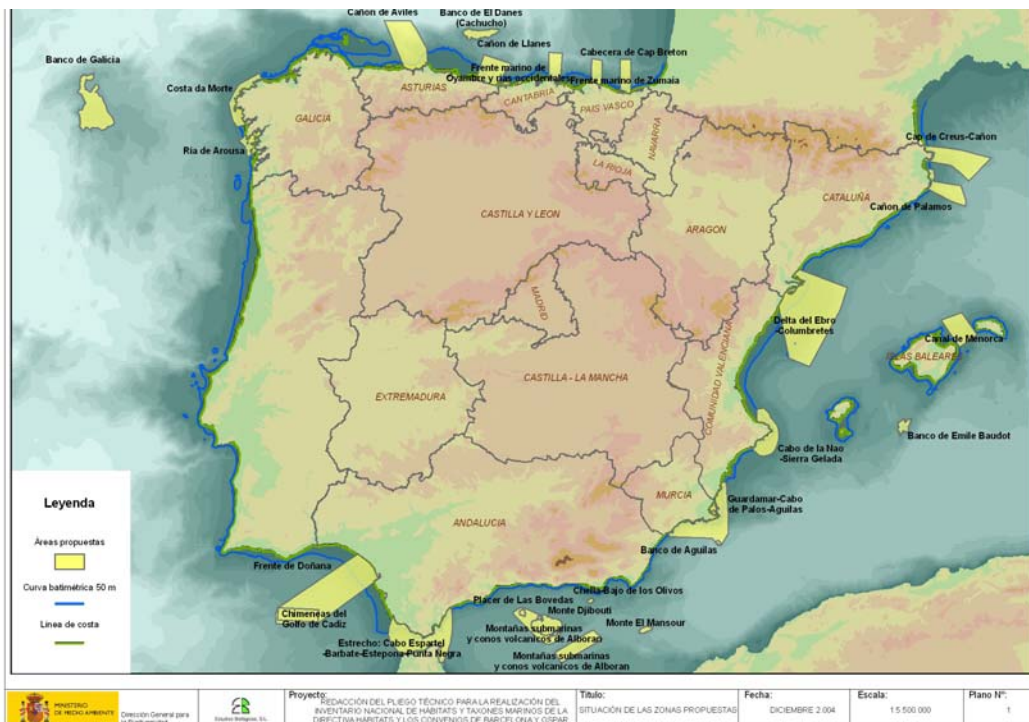 Cañon de Aviles
Banco de El Danes
(Cachucho)
Banco de Galicia
Cañon de Llanes
Cabecera de Cap Breton
Frente marino de
Oyambre y rias occidentales
Frente marino de Zumaia
Costa da Morte
ASTURIAS
CANTABRIA
PAIS VASCO
GALICIA
NAVARRA
Cap de Creus-Cañon
Ria de Arousa
LA RIOJA
CATALUÑA
CASTILLA Y LEON
Cañon de Palamos
ARAGON
MADRID
Delta del Ebro
-Columbretes
Canal de Menorca
ISLAS BALEARES
COMUNIDAD VALENCIANA
CASTILLA - LA MANCHA
EXTREMADURA
Banco de Emile Baudot
Cabo de la Nao
-Sierra Gelada
Leyenda
MURCIA
Guardamar-Cabo
de Palos-Aguilas
ANDALUCIA
Áreas propuestas
Banco de Aguilas
Frente de Doñana
Curva batimétrica 50 m
Chella-Bajo de los Olivos
Placer de Las Bovedas
Monte Djibouti
Chimeneas del
Golfo de Cadiz
Monte El Mansour
Montañas submarinas
y conos volcanicos de Alboran
Linea de costa
Estrecho: Cabo Espartel
-Barbate-Estepona-Punta Negra
Montañas submarinas
y conos volcanicos de Alboran
MINISTERIO
DE MEDIO AMBIENTE
Dirección General para
la Biodiversidad
Estudios Biológicos, S.L.
Proyecto:
REDACCIÓN DEL PLIEGO TÉCNICO PARA LA REALIZACIÓN DEL
INVENTARIO NACIONAL DE HÁBITATS Y TAXONES MARINOS DE LA
DIRECTIVA HÁBITATS Y LOS CONVENIOS DE BARCELONA Y OSPAR
Título:
SITUACIÓN DE LAS ZONAS PROPUESTAS
Fecha:
DICIEMBRE 2.004
Escala:
1:5 500 000
Plano Nº:
1